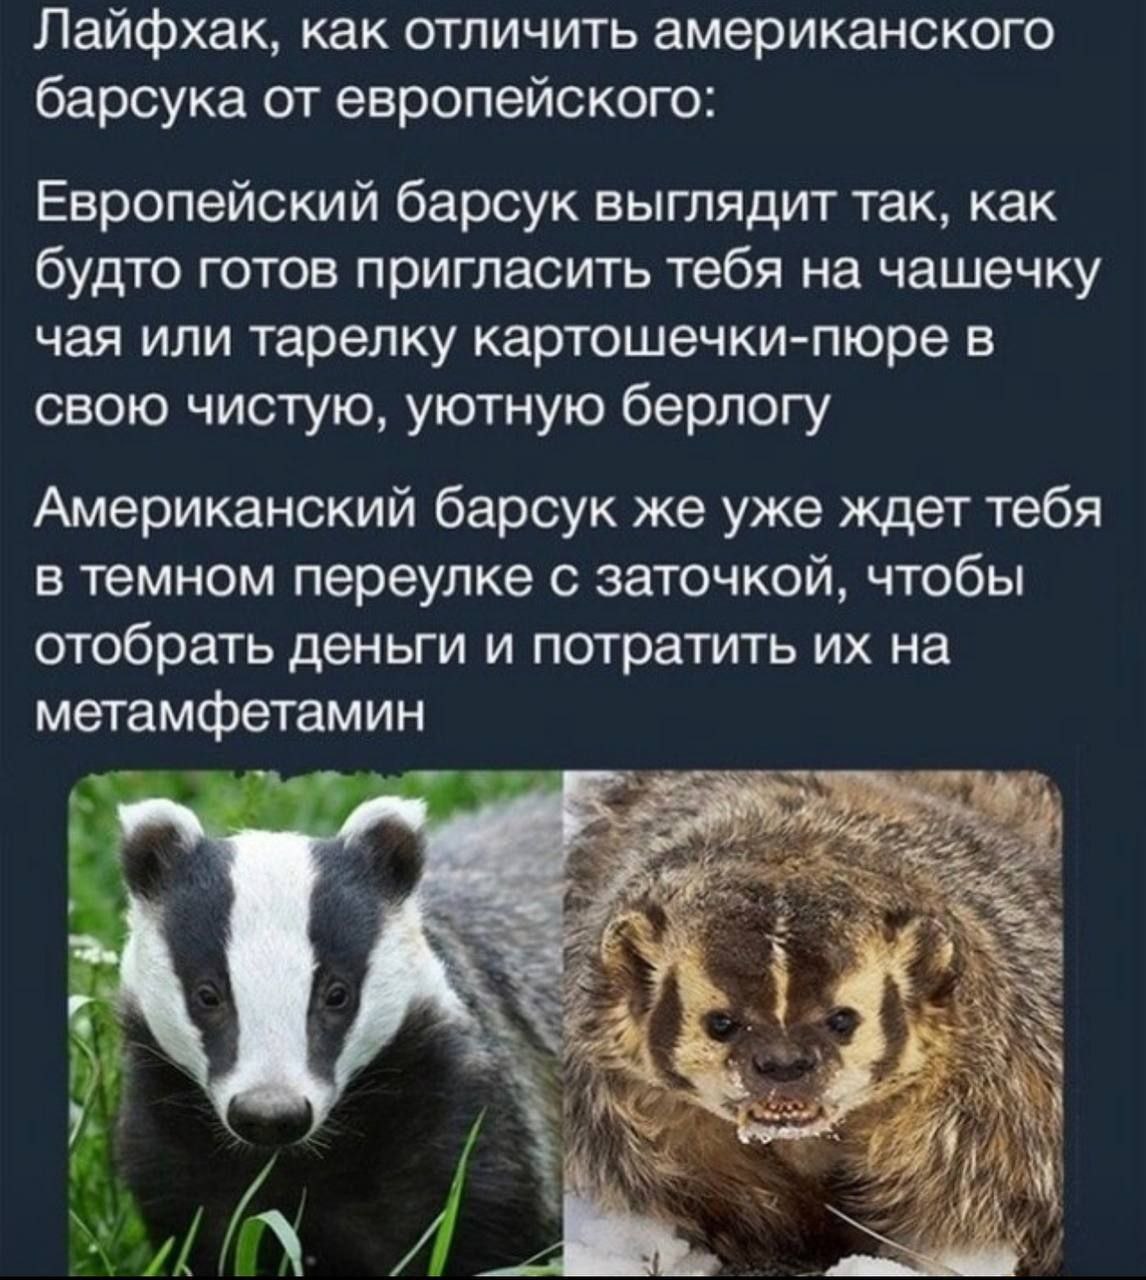 Лайфхак, как отличить американского
барсука от европейского:
Европейский барсук выглядит так, как
будто готов пригласить тебя на чашечку
чая или тарелку картошечки-пюре в
свою чистую, уютную берлогу
Американский барсук же уже ждет тебя
в темном переулке с заточкой, чтобы
отобрать деньги и потратить их на
метамфетамин